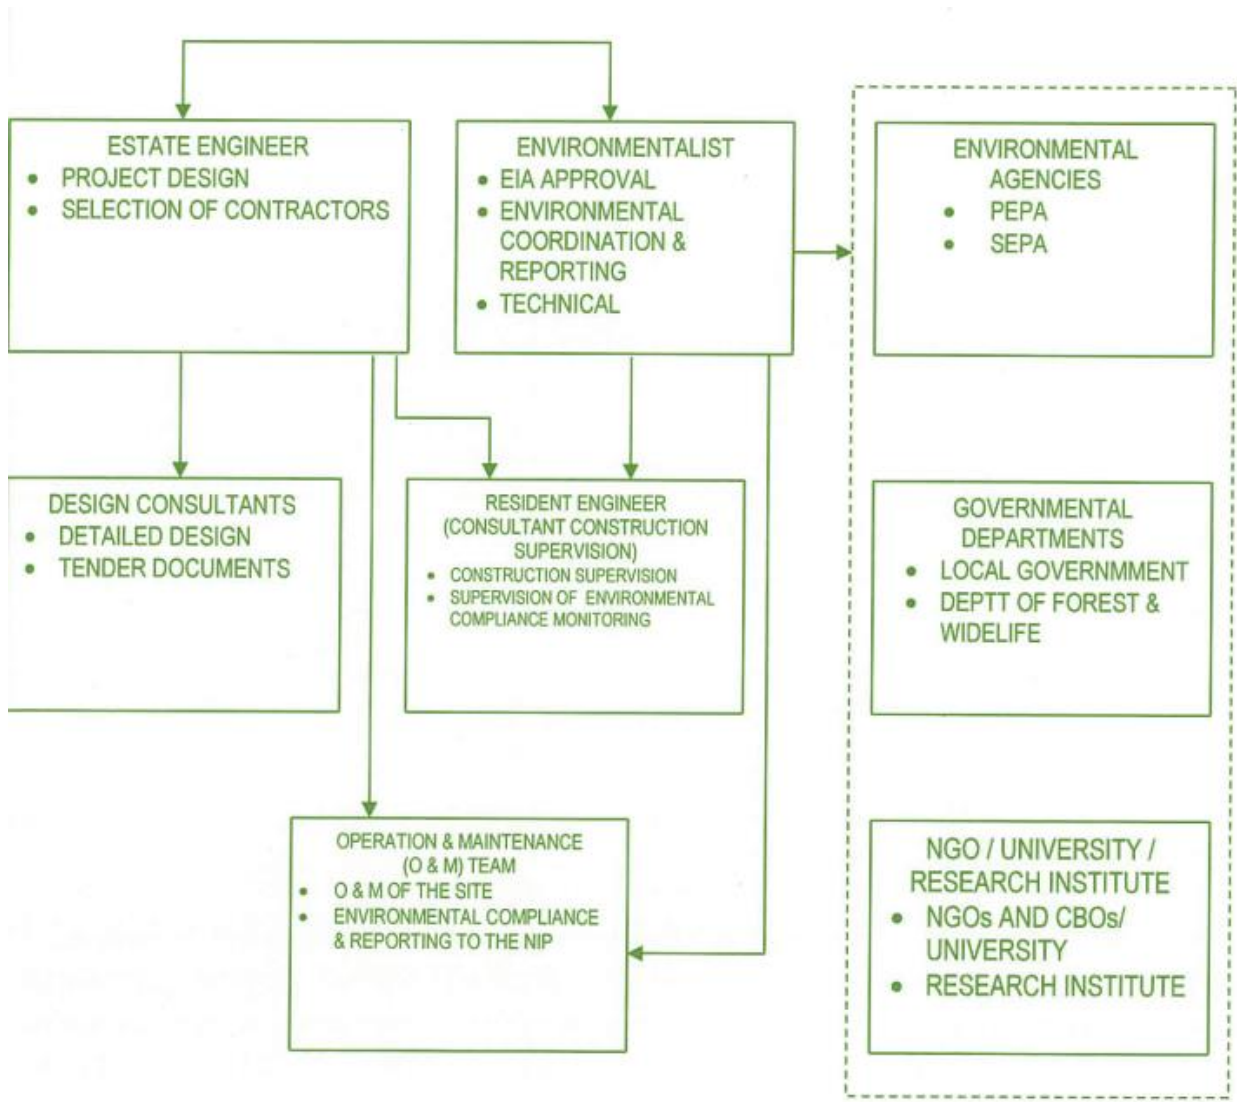 ESTATE ENGINEER
• PROJECT DESIGN
• SELECTION OF CONTRACTORS
ENVIRONMENTALIST
• EIA APPROVAL
• ENVIRONMENTAL
COORDINATION &
REPORTING
• TECHNICAL
ENVIRONMENTAL
AGENCIES
• PEPA
• SEPA
DESIGN CONSULTANTS
• DETAILED DESIGN
• TENDER DOCUMENTS
RESIDENT ENGINEER
(CONSULTANT CONSTRUCTION
SUPERVISION)
• CONSTRUCTION SUPERVISION
• SUPERVISION OF ENVIRONMENTAL
COMPLIANCE MONITORING
GOVERNMENTAL
DEPARTMENTS
• LOCAL GOVERNMMENT
• DEPTT OF FOREST &
WIDELIFE
OPERATION & MAINTENANCE
(O & M) TEAM
• O & M OF THE SITE
• ENVIRONMENTAL COMPLIANCE
& REPORTING TO THE NIP
NGO / UNIVERSITY /
RESEARCH INSTITUTE
• NGOs AND CBOs/
UNIVERSITY
• RESEARCH INSTITUTE